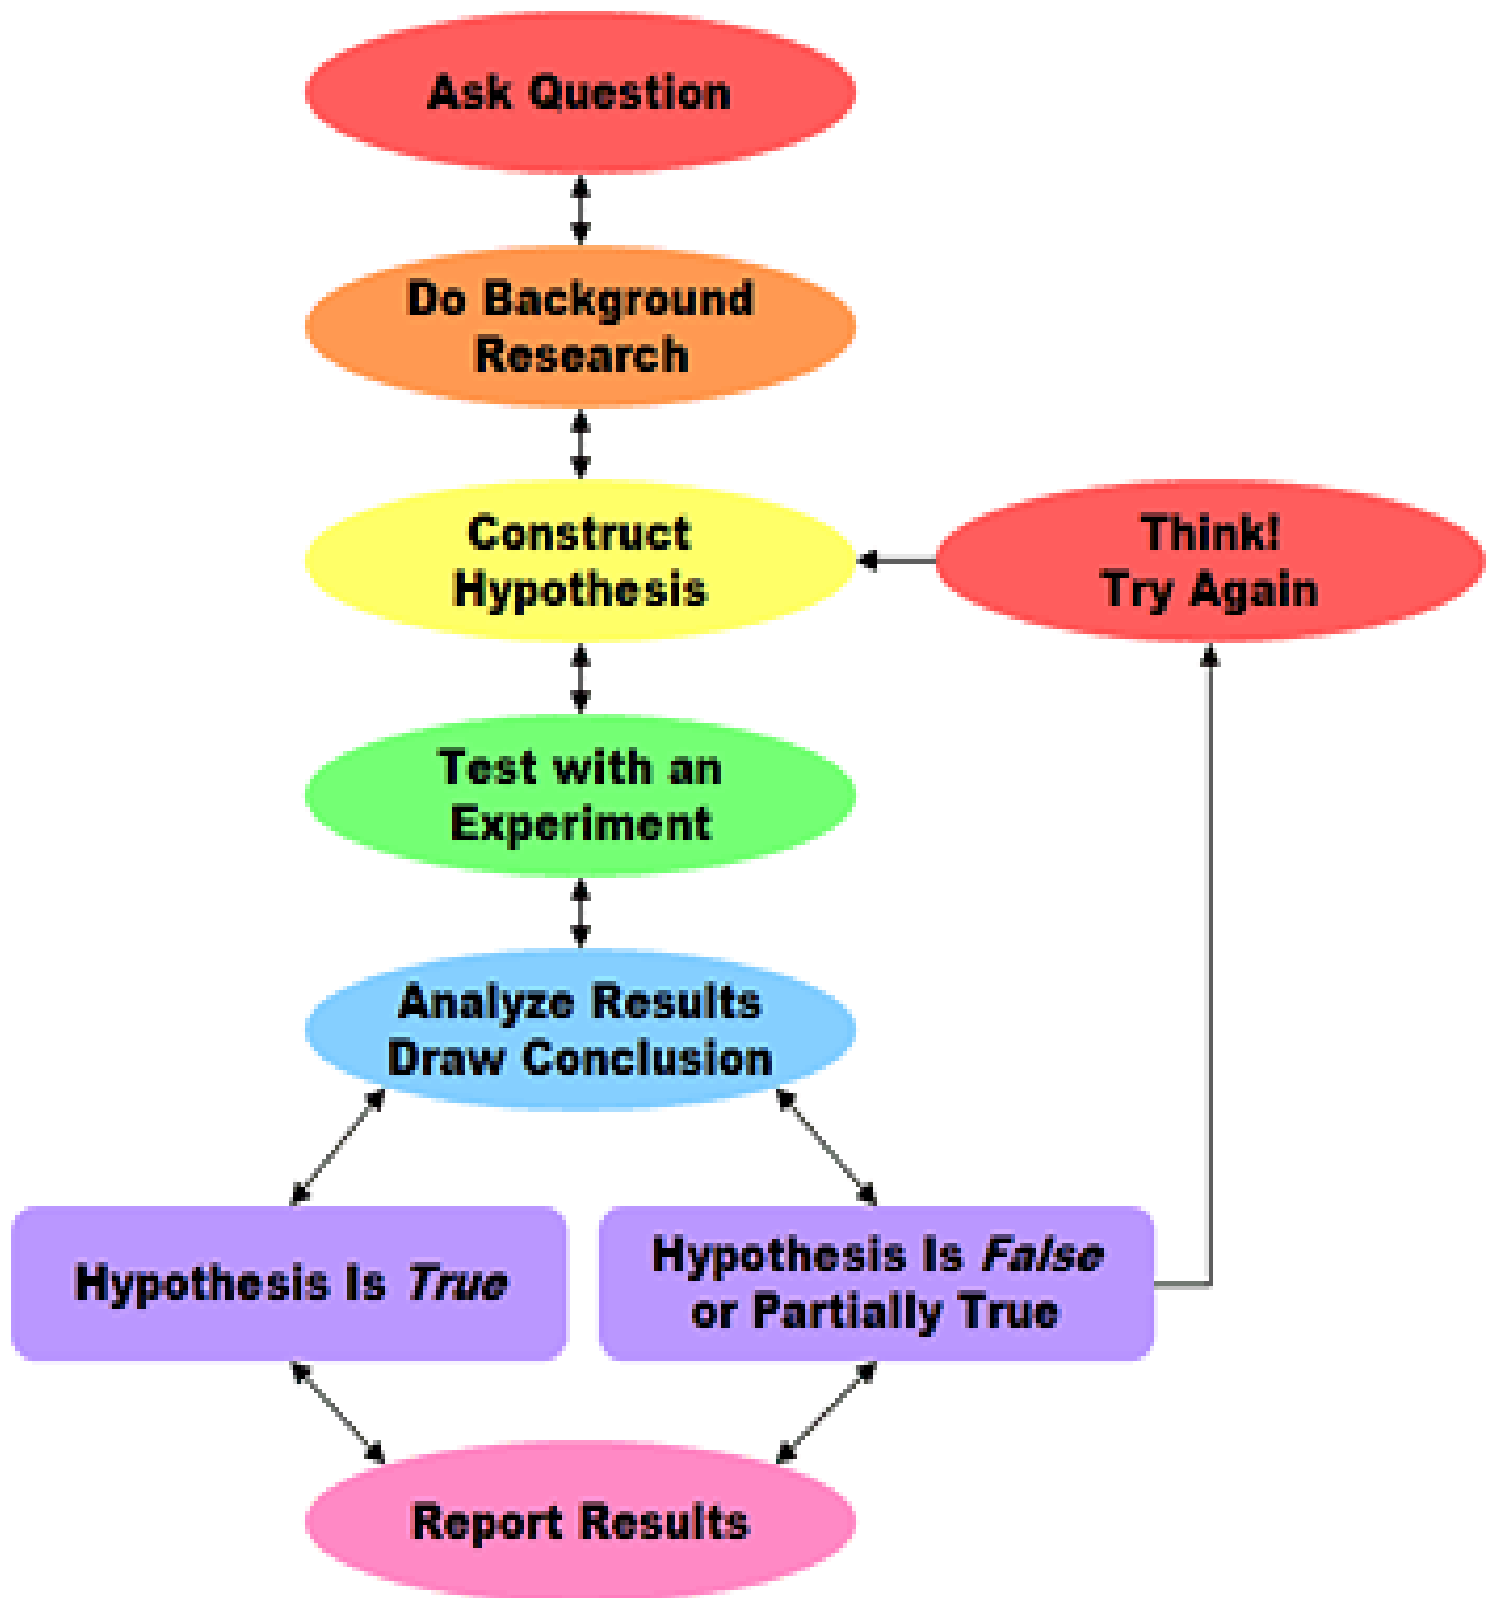 Ask Question
Do Background
Research
Construct
Hypothesis
Think!
Try Again
Test with an
Experiment
Analyze Results
Draw Conclusion
Hypothesis Is True
Hypothesis Is False
or Partially True
Report Results